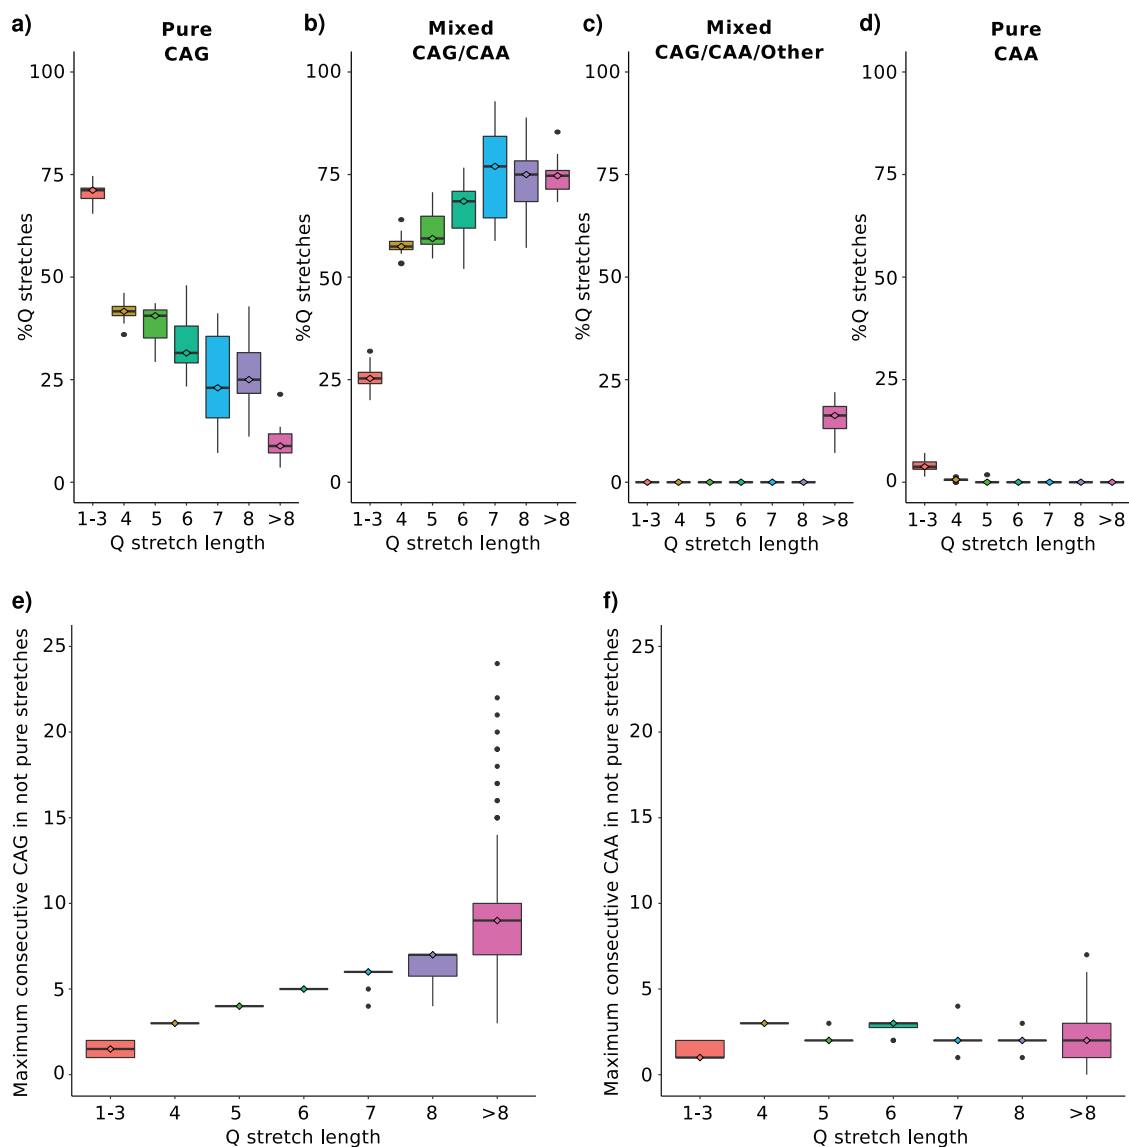 a)
Pure
CAG
b)
Mixed
CAG/CAA
c)
Mixed
CAG/CAA/Other
d)
Pure
CAA
%Q stretches
100
75
50
25
0
1-3 4 5 6 7 8 >8
Q stretch length
%Q stretches
100
75
50
25
0
1-3 4 5 6 7 8 >8
Q stretch length
%Q stretches
100
75
50
25
0
1-3 4 5 6 7 8 >8
Q stretch length
%Q stretches
100
75
50
25
0
1-3 4 5 6 7 8 >8
Q stretch length
e)
Maximum consecutive CAG in not pure stretches
25
20
15
10
5
0
1-3 4 5 6 7 8 >8
Q stretch length
f)
Maximum consecutive CAA in not pure stretches
25
20
15
10
5
0
1-3 4 5 6 7 8 >8
Q stretch length